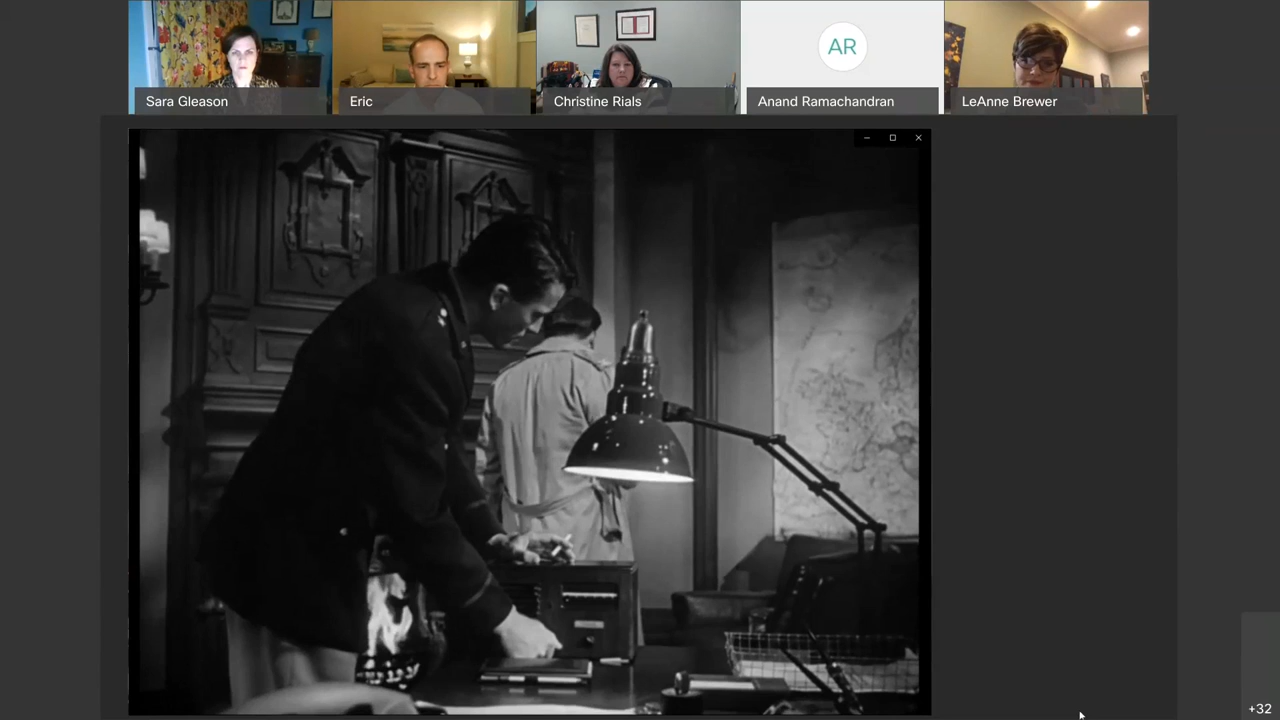 Sara Gleason
Eric
Christine Rials
AR
Anand Ramachandran
LeAnne Brewer
+32